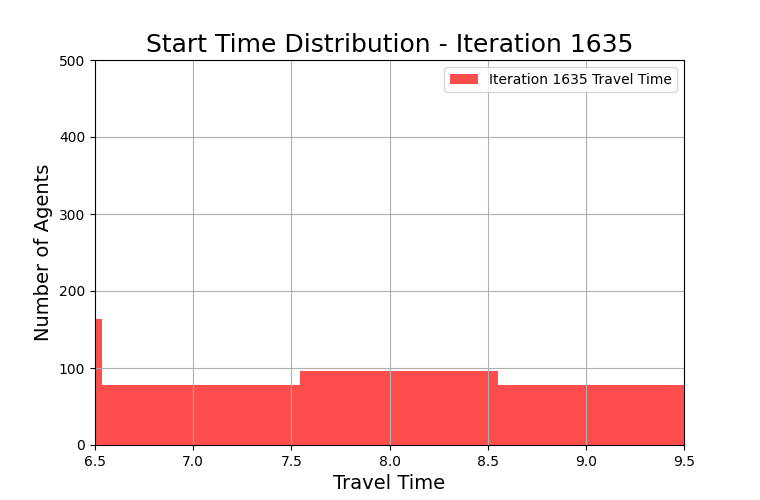 Start Time Distribution - Iteration 1635
Iteration 1635 Travel Time
Number of Agents
500
400
300
200
100
0
6.5 7.0 7.5 8.0 8.5 9.0 9.5
Travel Time